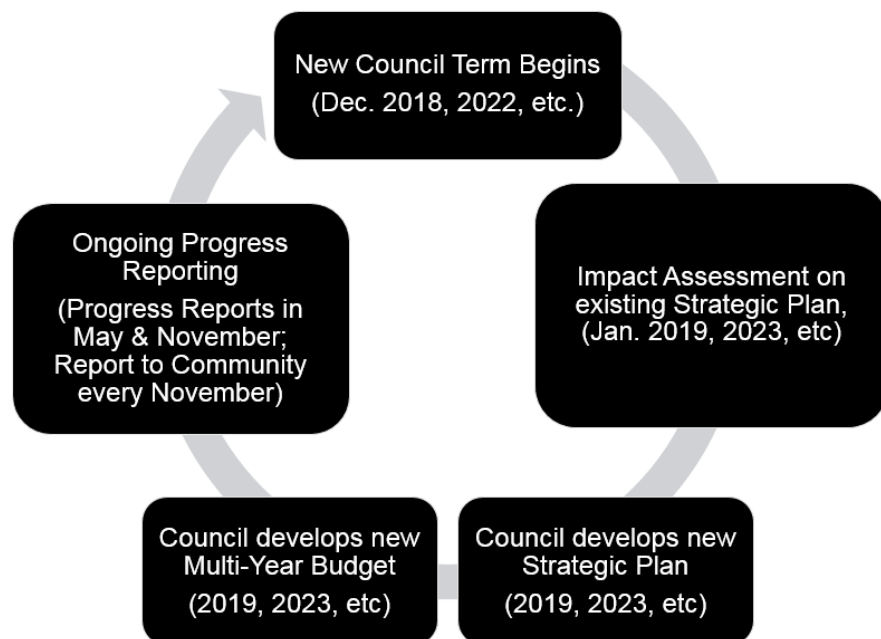 New Council Term Begins
(Dec. 2018, 2022, etc.)
Impact Assessment on
existing Strategic Plan,
(Jan. 2019, 2023, etc)
Council develops new
Strategic Plan
(2019, 2023, etc)
Council develops new
Multi-Year Budget
(2019, 2023, etc)
Ongoing Progress
Reporting
(Progress Reports in
May & November;
Report to Community
every November)